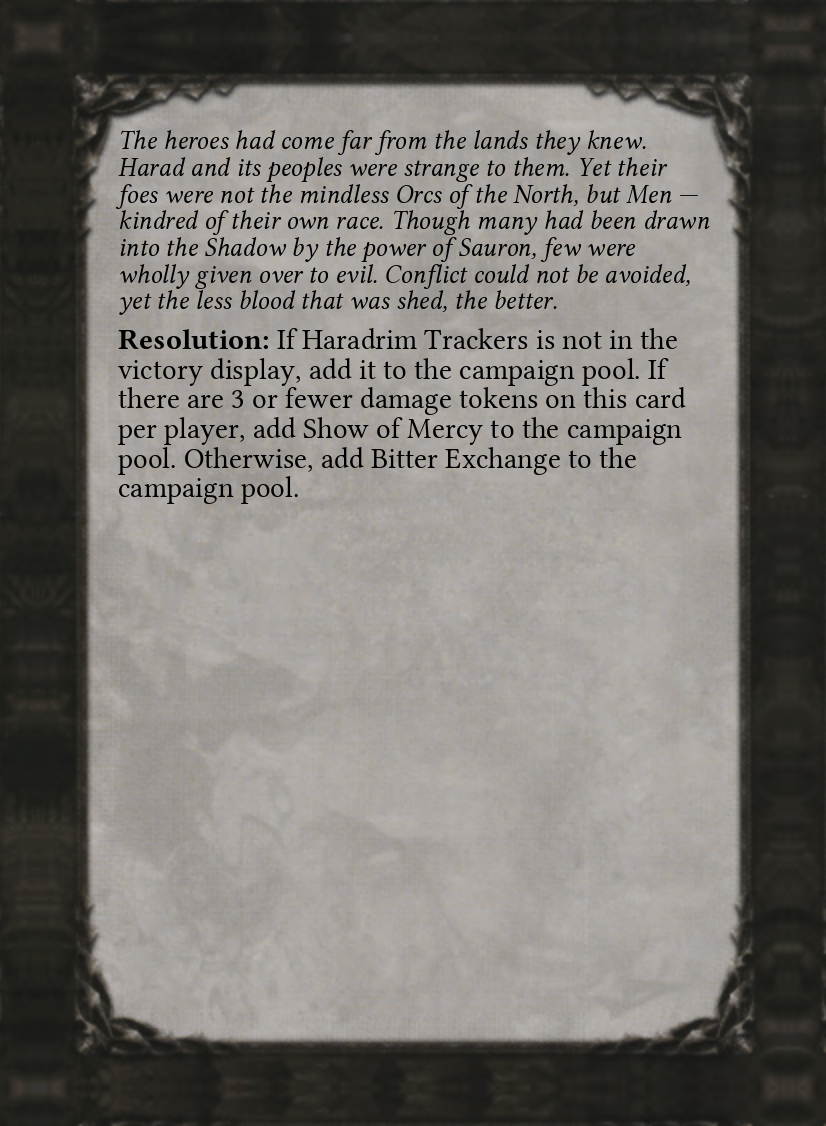 The heroes had come far from the lands they knew.
Harad and its peoples were strange to them. Yet their
foes were not the mindless Orcs of the North, but Men —
kindred of their own race. Though many had been drawn
into the Shadow by the power of Sauron, few were
wholly given over to evil. Conflict could not be avoided,
yet the less blood that was shed, the better.
Resolution: If Haradrim Trackers is not in the
victory display, add it to the campaign pool. If
there are 3 or fewer damage tokens on this card
per player, add Show of Mercy to the campaign
pool. Otherwise, add Bitter Exchange to the
campaign pool.